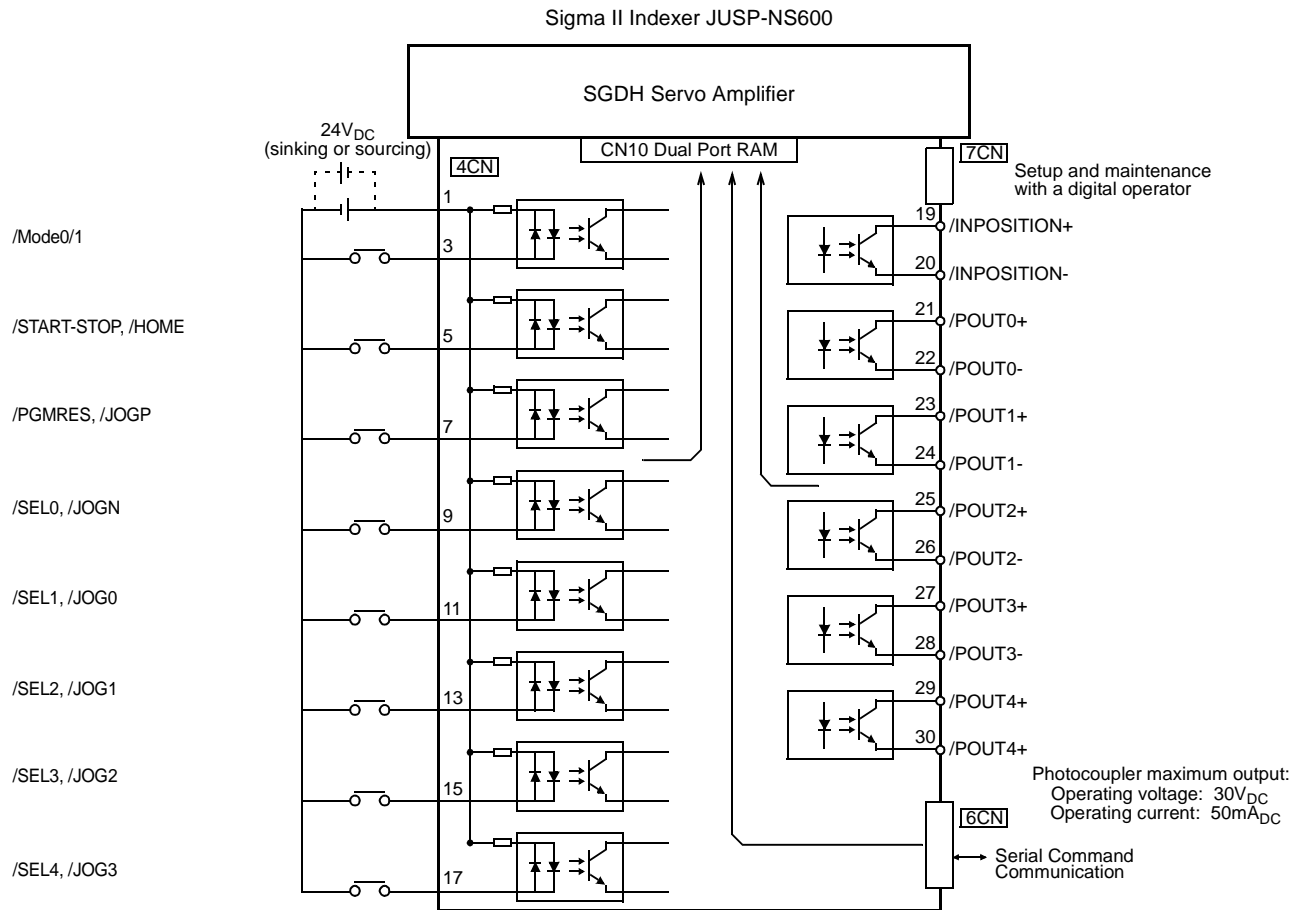 Sigma II Indexer JUSP-NS600
SGDH Servo Amplifier
24VDC
(sinking or sourcing)
4CN
CN10 Dual Port RAM
7CN
Setup and maintenance
with a digital operator
1
/Mode0/1
3
/START-STOP, /HOME
5
/PGMRES, /JOGP
7
/SEL0, /JOGN
9
/SEL1, /JOG0
11
/SEL2, /JOG1
13
/SEL3, /JOG2
15
/SEL4, /JOG3
17
19
/INPOSITION+
20
/INPOSITION-
21
/POUT0+
22
/POUT0-
23
/POUT1+
24
/POUT1-
25
/POUT2+
26
/POUT2-
27
/POUT3+
28
/POUT3-
29
/POUT4+
30
/POUT4+
Photocoupler maximum output:
Operating voltage: 30VDC
Operating current: 50mADC
6CN
Serial Command
Communication